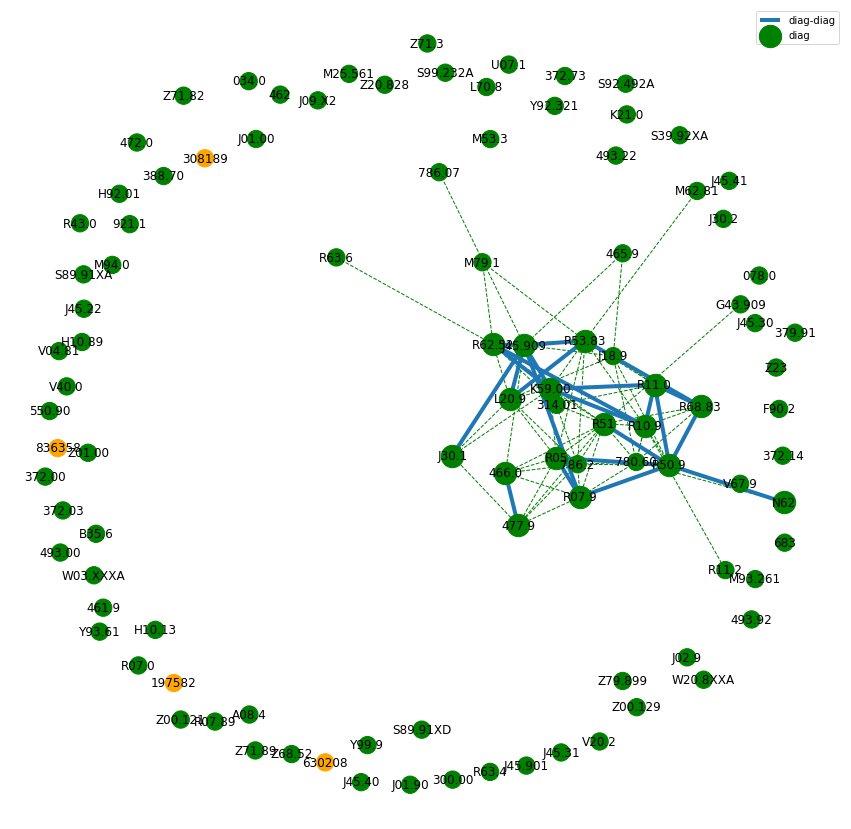 diag-diag
diag
Z71.3
U07.1
S99.232A
M25.561
372.73
034.0
Z20.828
S92.492A
L70.8
Z71.82
462
J09.X2
Y92.321
K21.0
S39.92XA
J01.00
M53.3
472.0
493.22
308189
786.07
388.70
J45.41
M62.81
H92.01
J30.2
R43.0
921.1
465.9
R63.6
M79.1
M94.0
S89.91XA
078.0
G43.909
J45.22
J45.30
379.91
H10.89
R53.83
J45.909
V04.81
J18.9
Z23
V40.0
R11.0
K59.00
L20.9
314.01
R68.83
F90.2
550.90
R51
R10.9
836358
Z01.00
J30.1
R05
372.14
786.2
780.60
R50.9
372.00
466.0
V67.9
R07.9
N62
372.03
477.9
B35.6
683
493.00
R11.2
W03.XXXA
M93.261
461.9
493.92
Y93.61
H10.13
J02.9
R07.0
197582
Z79.899
W20.8XXA
Z00.129
A08.4
Z00.121
R07.89
S89.91XD
V20.2
Y99.9
Z71.89
Z68.52
J45.31
630208
J45.901
R63.4
300.00
J45.40
J01.90